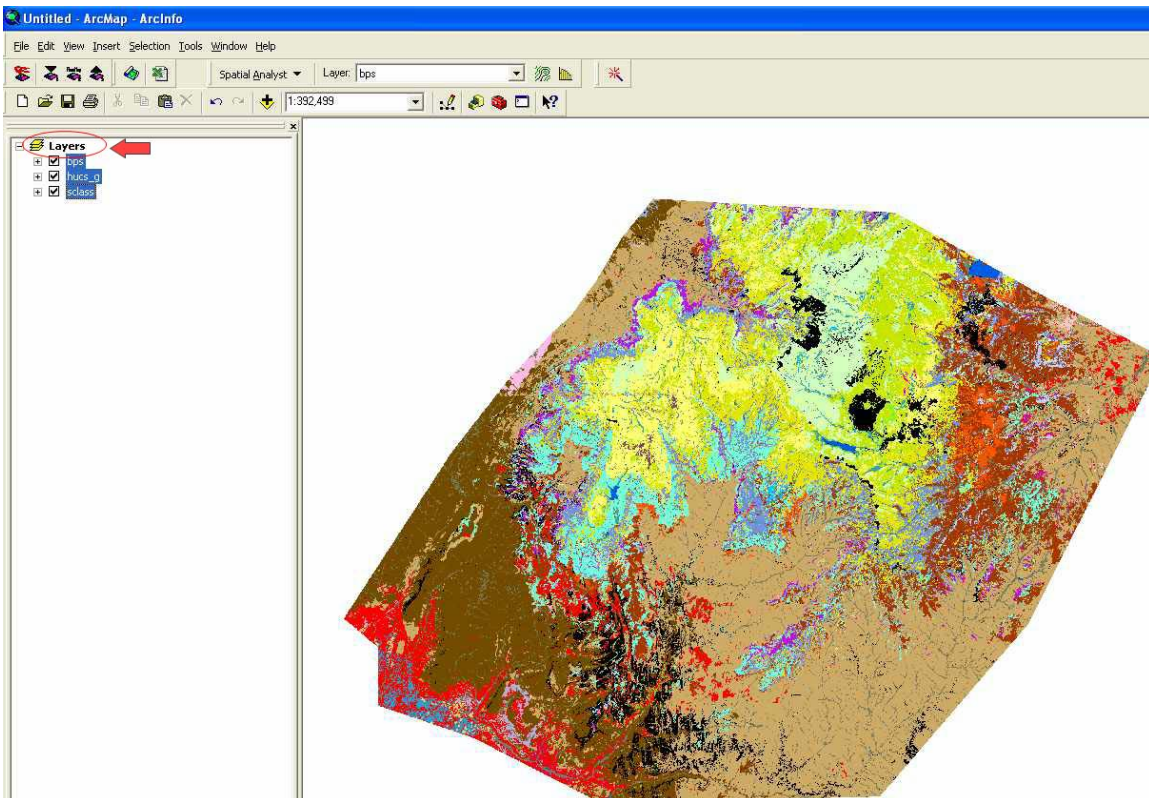 Untitled - ArcMap - ArcInfo
File Edit View Insert Selection Tools Window Help
Spatial Analyst Layer: bps
1:392,499
Layers
bps
hucs_g
sclass